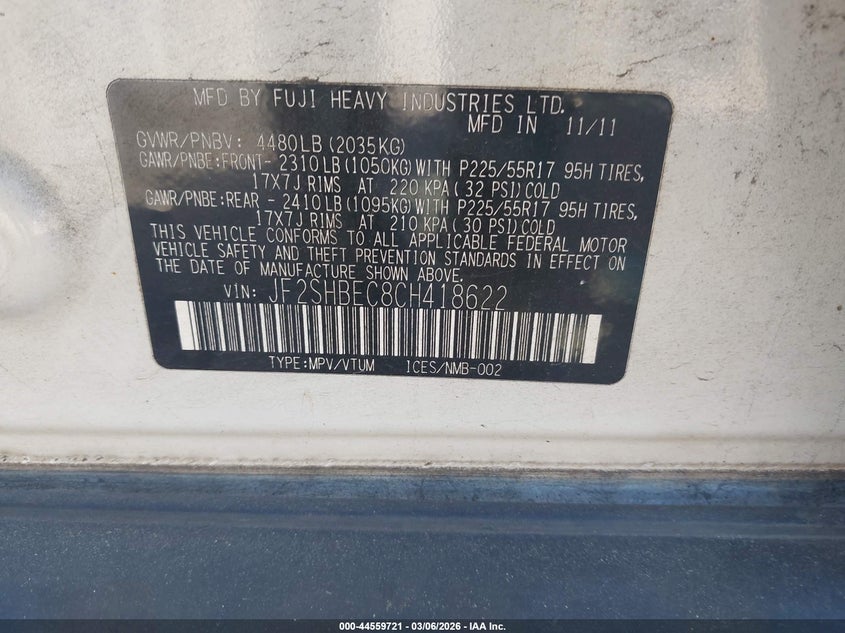 MFD BY FUJI HEAVY INDUSTRIES LTD.
MFD IN 11/11
GVWR/PNBV: 4480LB (2035KG)
GAWR/PNBE:FRONT- 2310LB(1050KG)WITH P225/55R17 95H TIRES,
17X7J RIMS AT 220 KPA( 32 PSI)COLD
GAWR/PNBE:REAR - 2410LB(1095KG)WITH P225/55R17 95H TIRES,
17X7J RIMS AT 210 KPA( 30 PSI)COLD
THIS VEHICLE CONFORMS TO ALL APPLICABLE FEDERAL MOTOR
VEHICLE SAFETY AND THEFT PREVENTION STANDARDS IN EFFECT ON
THE DATE OF MANUFACTURE SHOWN ABOVE.
VIN: JF2SHBEC8CH418622
TYPE:MPV/VTUM ICES/NMB-002
000-44559721 - 03/06/2026 - IAA Inc.